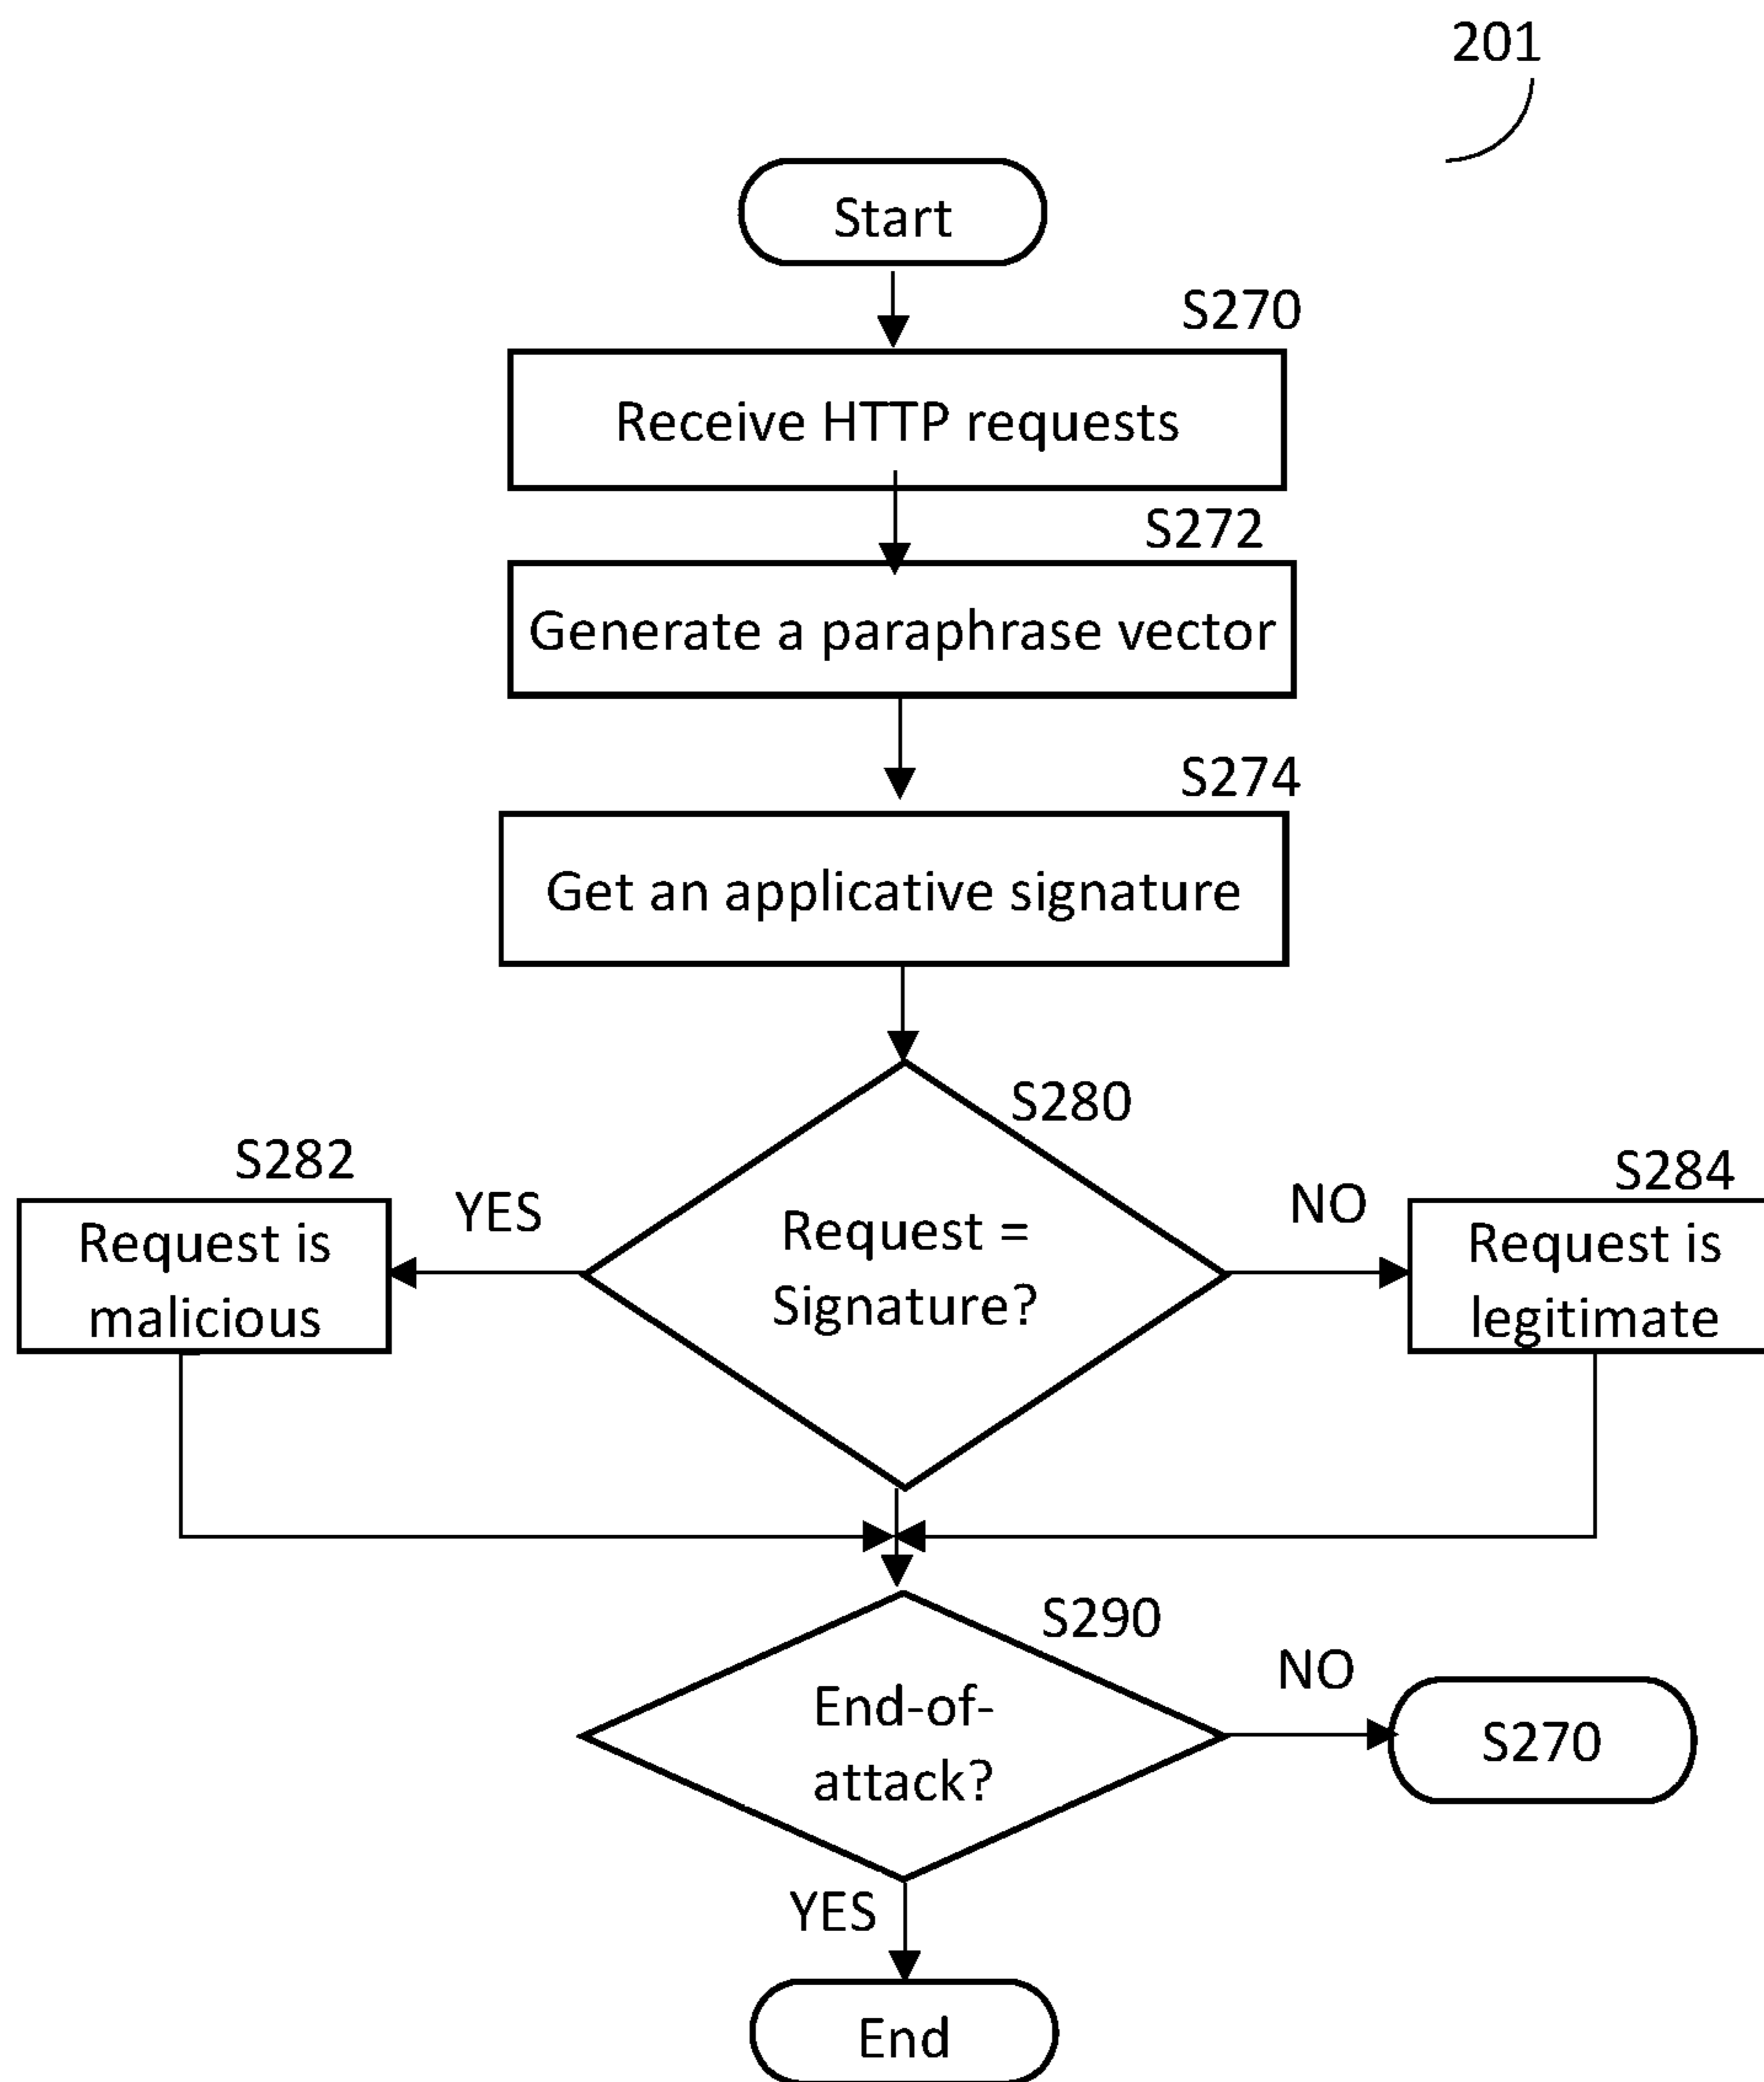 201
Start
S270
Receive HTTP requests
S272
Generate a paraphrase vector
S274
Get an applicative signature
S280
S282
S284
YES
NO
Request is
malicious
Request =
Signature?
Request is
legitimate
S290
NO
End-of-
attack?
S270
YES
End